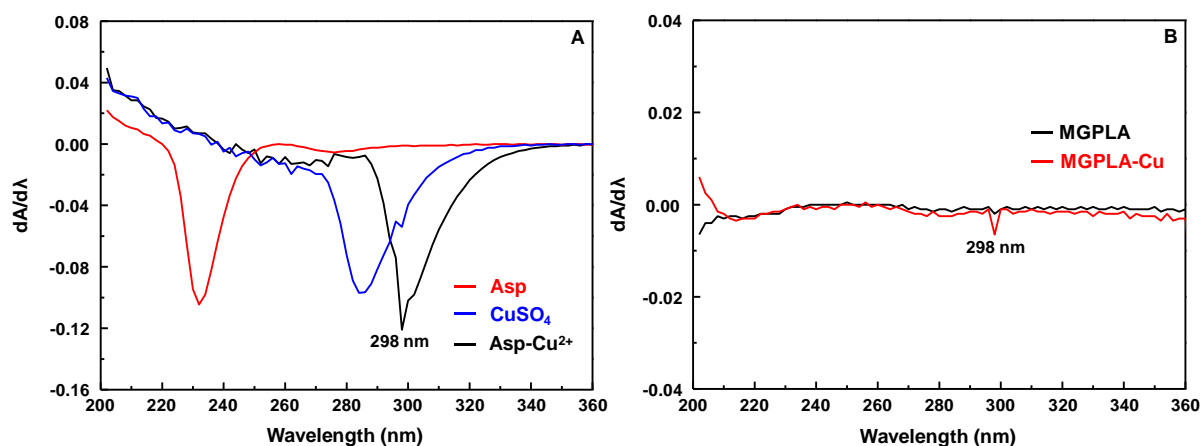 A
0.08
0.04
0.00
-0.04
-0.08
-0.12
-0.16
dA/dλ
Asp
CuSO₄
Asp-Cu²⁺
298 nm
200 220 240 260 280 300 320 340 360
Wavelength (nm)
B
0.04
0.02
0.00
-0.02
-0.04
dA/dλ
MGPLA
MGPLA-Cu
298 nm
200 220 240 260 280 300 320 340 360
Wavelength (nm)